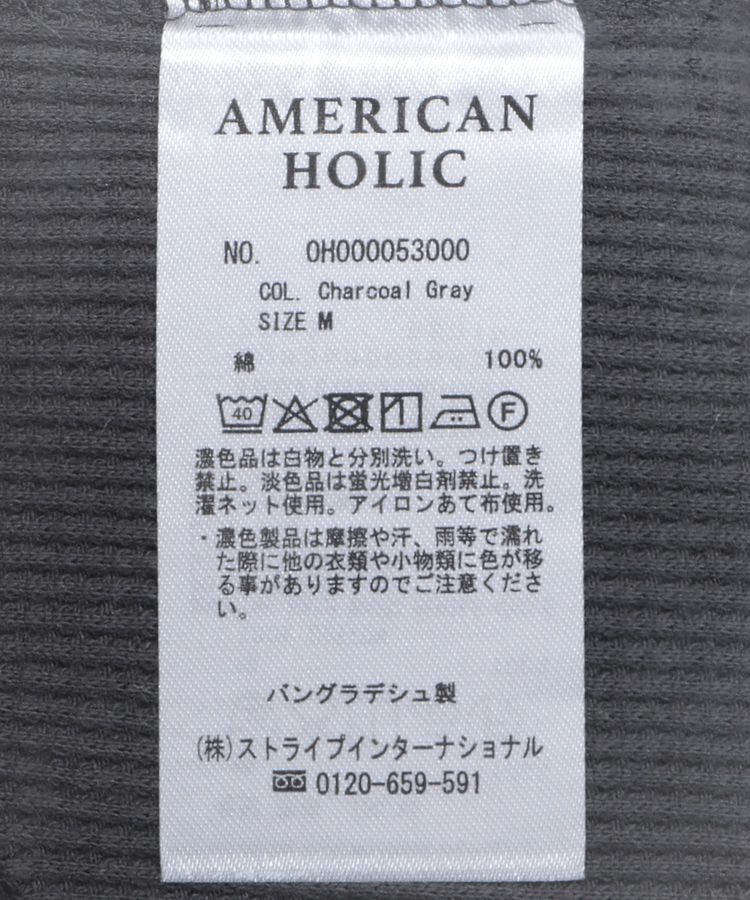 AMERICAN
HOLIC
NO. 0H000053000
COL. Charcoal Gray
SIZE M
綿 100%
40 F
濃色品は白物と分別洗い。つけ置き
禁止。淡色品は蛍光増白剤禁止。洗
濯ネット使用。アイロンあて布使用。
・濃色製品は摩擦や汗、雨等で濡れ
た際に他の衣類や小物類に色が移
る事がありますのでご注意くださ
い。
バングラデシュ製
(株)ストライプインターナショナル
0120-659-591